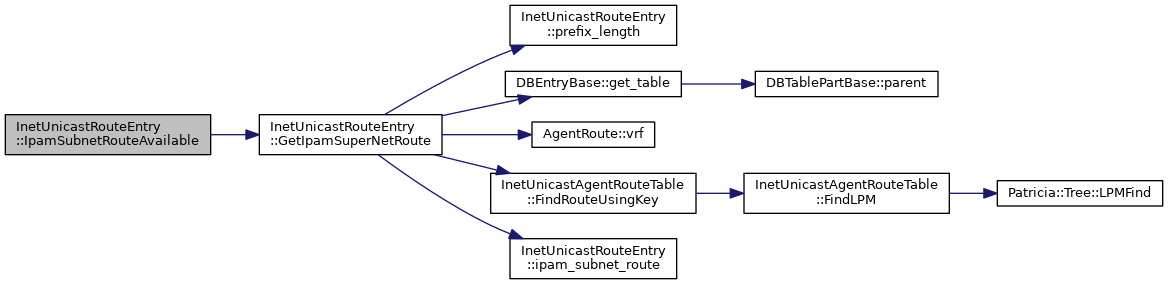 InetUnicastRouteEntry
::IpamSubnetRouteAvailable
InetUnicastRouteEntry
::GetIpamSuperNetRoute
InetUnicastRouteEntry
::prefix_length
DBEntryBase::get_table
DBTablePartBase::parent
AgentRoute::vrf
InetUnicastAgentRouteTable
::FindRouteUsingKey
InetUnicastAgentRouteTable
::FindLPM
Patricia::Tree::LPMFind
InetUnicastRouteEntry
::ipam_subnet_route